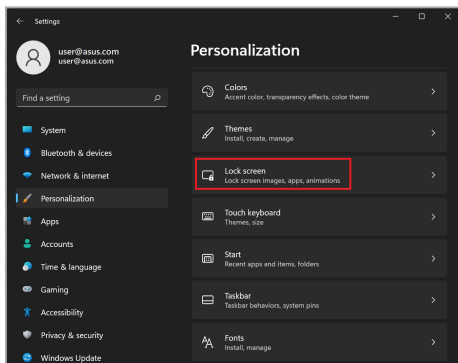 Settings
user@asus.com
user@asus.com
Find a setting
System
Bluetooth & devices
Network & internet
Personalization
Apps
Accounts
Time & language
Gaming
Accessibility
Privacy & security
Windows Update
Personalization
Colors
Accent color, transparency effects, color theme
Themes
Install, create, manage
Lock screen
Lock screen images, apps, animations
Touch keyboard
Themes, size
Start
Recent apps and items, folders
Taskbar
Taskbar behaviors, system pins
Fonts
Install, manage